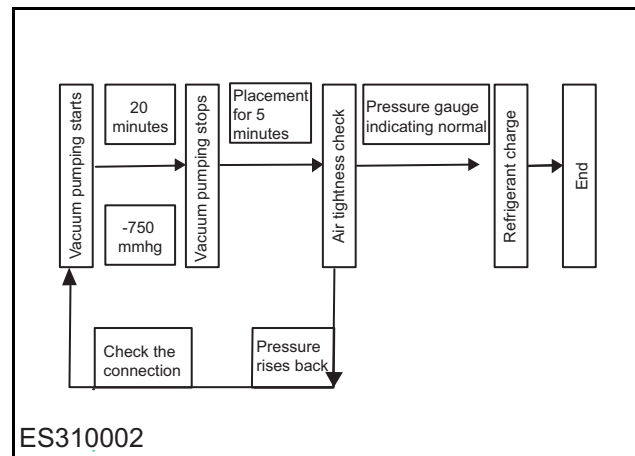 Vacuum pumping starts
20
minutes
-750
mmhg
Vacuum pumping stops
Placement
for 5
minutes
Air tightness check
Pressure gauge
indicating normal
Refrigerant charge
End
Check the
connection
Pressure
rises back
ES310002